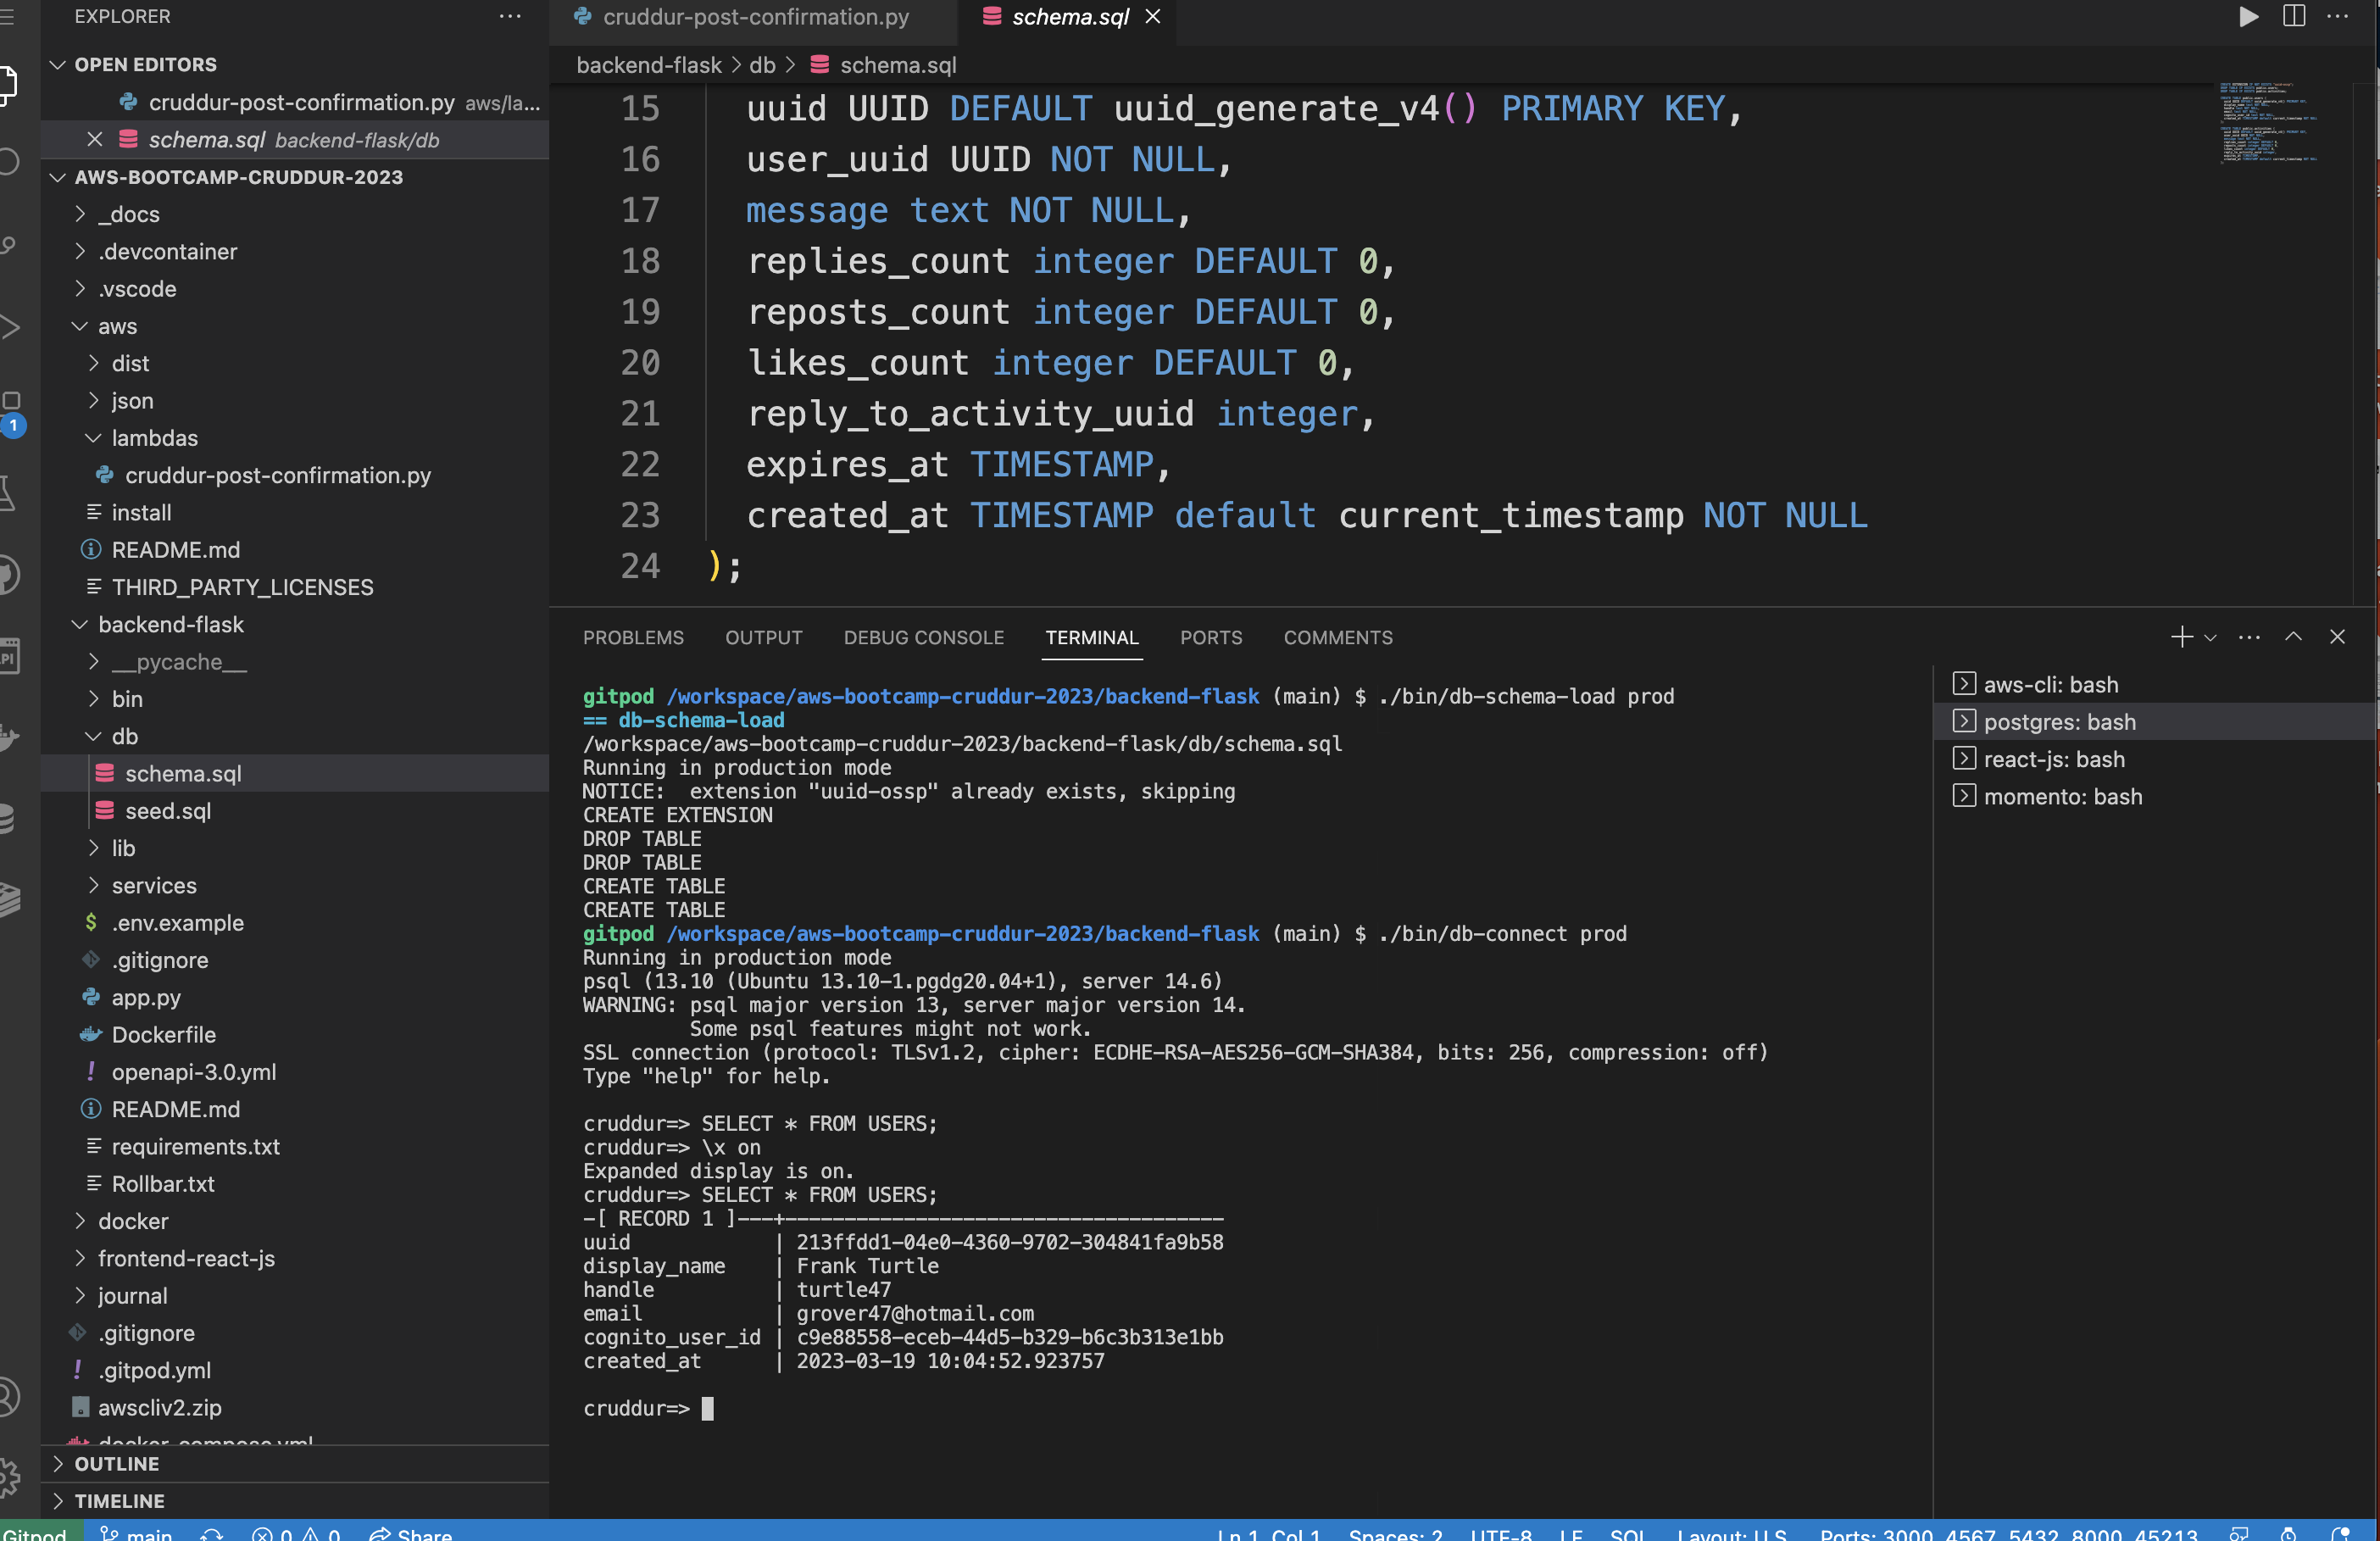 EXPLORER
OPEN EDITORS
cruddur-post-confirmation.py aws/la...
schema.sql backend-flask/db
AWS-BOOTCAMP-CRUDDUR-2023
_docs
.devcontainer
.vscode
aws
dist
json
lambdas
cruddur-post-confirmation.py
install
README.md
THIRD_PARTY_LICENSES
backend-flask
__pycache__
bin
db
schema.sql
seed.sql
lib
services
.env.example
.gitignore
app.py
Dockerfile
openapi-3.0.yml
README.md
requirements.txt
Rollbar.txt
docker
frontend-react-js
journal
.gitignore
.gitpod.yml
awscliv2.zip
docker-compose.yml
OUTLINE
TIMELINE
1
cruddur-post-confirmation.py
schema.sql
backend-flask > db > schema.sql
15 uuid UUID DEFAULT uuid_generate_v4() PRIMARY KEY,
16 user_uuid UUID NOT NULL,
17 message text NOT NULL,
18 replies_count integer DEFAULT 0,
19 reposts_count integer DEFAULT 0,
20 likes_count integer DEFAULT 0,
21 reply_to_activity_uuid integer,
22 expires_at TIMESTAMP,
23 created_at TIMESTAMP default current_timestamp NOT NULL
24 );
PROBLEMS OUTPUT DEBUG CONSOLE TERMINAL PORTS COMMENTS
gitpod /workspace/aws-bootcamp-cruddur-2023/backend-flask (main) $ ./bin/db-schema-load prod
== db-schema-load
/workspace/aws-bootcamp-cruddur-2023/backend-flask/db/schema.sql
Running in production mode
NOTICE:  extension "uuid-ossp" already exists, skipping
CREATE EXTENSION
DROP TABLE
DROP TABLE
CREATE TABLE
CREATE TABLE
gitpod /workspace/aws-bootcamp-cruddur-2023/backend-flask (main) $ ./bin/db-connect prod
Running in production mode
psql (13.10 (Ubuntu 13.10-1.pgdg20.04+1), server 14.6)
WARNING: psql major version 13, server major version 14.
Some psql features might not work.
SSL connection (protocol: TLSv1.2, cipher: ECDHE-RSA-AES256-GCM-SHA384, bits: 256, compression: off)
Type "help" for help.
cruddur=> SELECT * FROM USERS;
cruddur=> \x on
Expanded display is on.
cruddur=> SELECT * FROM USERS;
-[ RECORD 1 ]---+-------------------------------------
uuid | 213ffdd1-04e0-4360-9702-304841fa9b58
display_name | Frank Turtle
handle | turtle47
email | grover47@hotmail.com
cognito_user_id | c9e88558-eceb-44d5-b329-b6c3b313e1bb
created_at | 2023-03-19 10:04:52.923757
cruddur=>
aws-cli: bash
postgres: bash
react-js: bash
momento: bash
Gitpod main 0 0 Share Ln 1, Col 1 Spaces: 2 UTF-8 LF SQL Layout: U.S. Ports: 3000, 4567, 5432, 8000, 45213